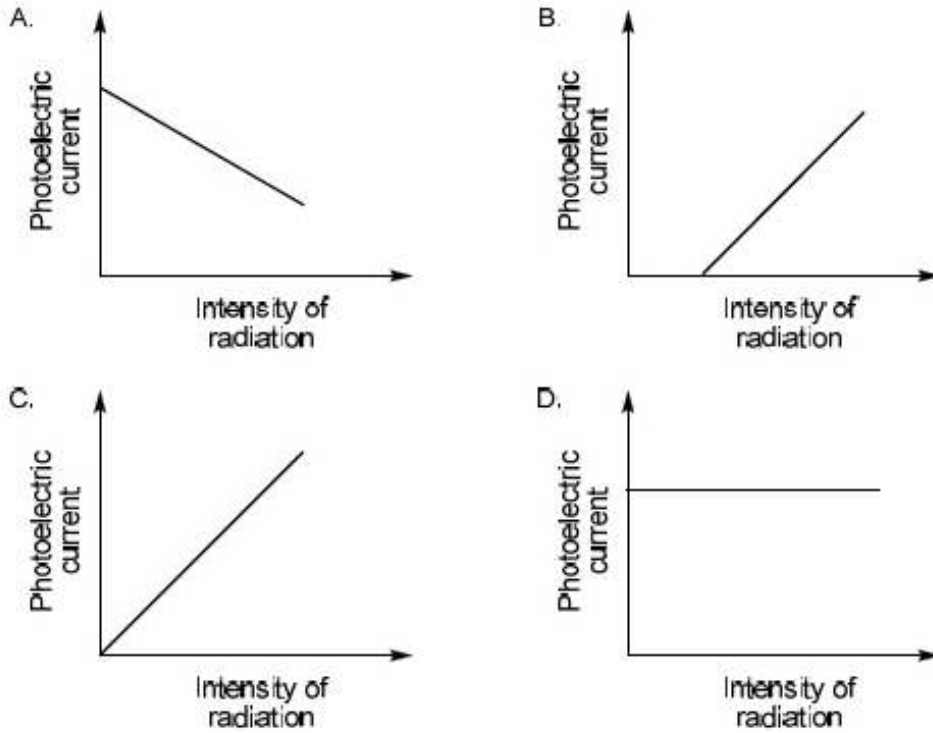 A.
Photoelectric
current
Intensity of
radiation
B.
Photoelectric
current
Intensity of
radiation
C.
Photoelectric
current
Intensity of
radiation
D.
Photoelectric
current
Intensity of
radiation